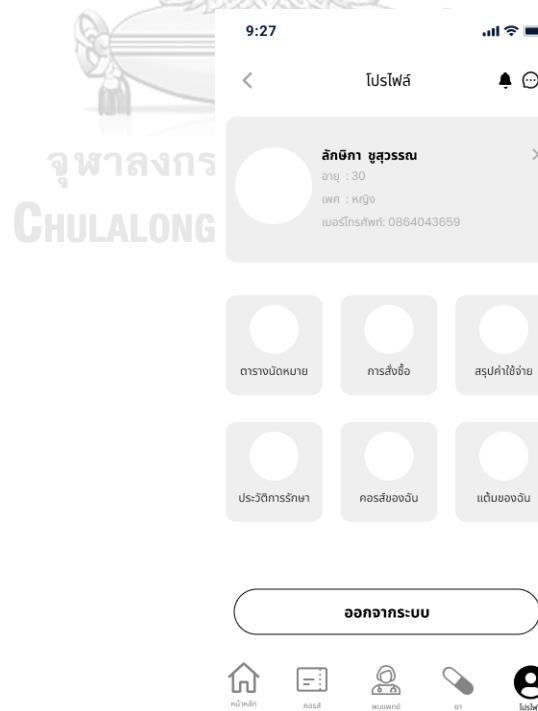 9:27
โปรไฟล์
ลักษิกา ชูสุวรรณ
อายุ : 30
เพศ : หญิง
เบอร์โทรศัพท์: 0864043659
จุฬาลงกร
CHULALONG
ตารางนัดหมาย การสั่งซื้อ สรุปค่าใช้จ่าย
ประวัติการรักษา คอร์สของฉัน แต้มของฉัน
ออกจากระบบ
หน้าหลัก คอร์ส พบแพทย์ ยา โปรไฟล์